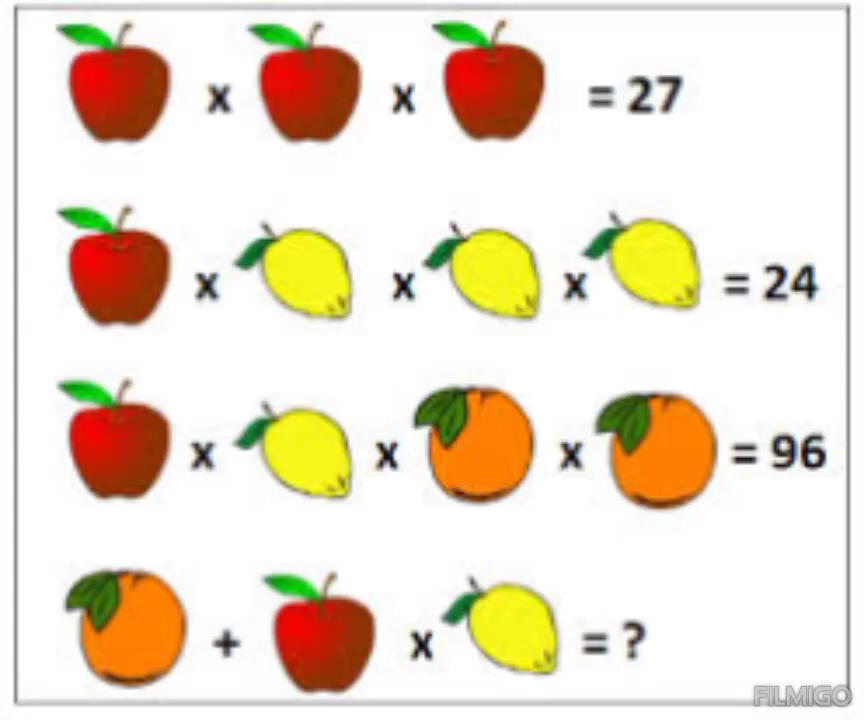 x x = 27
x x x = 24
x x x = 96
+ x = ?
FILMIGO